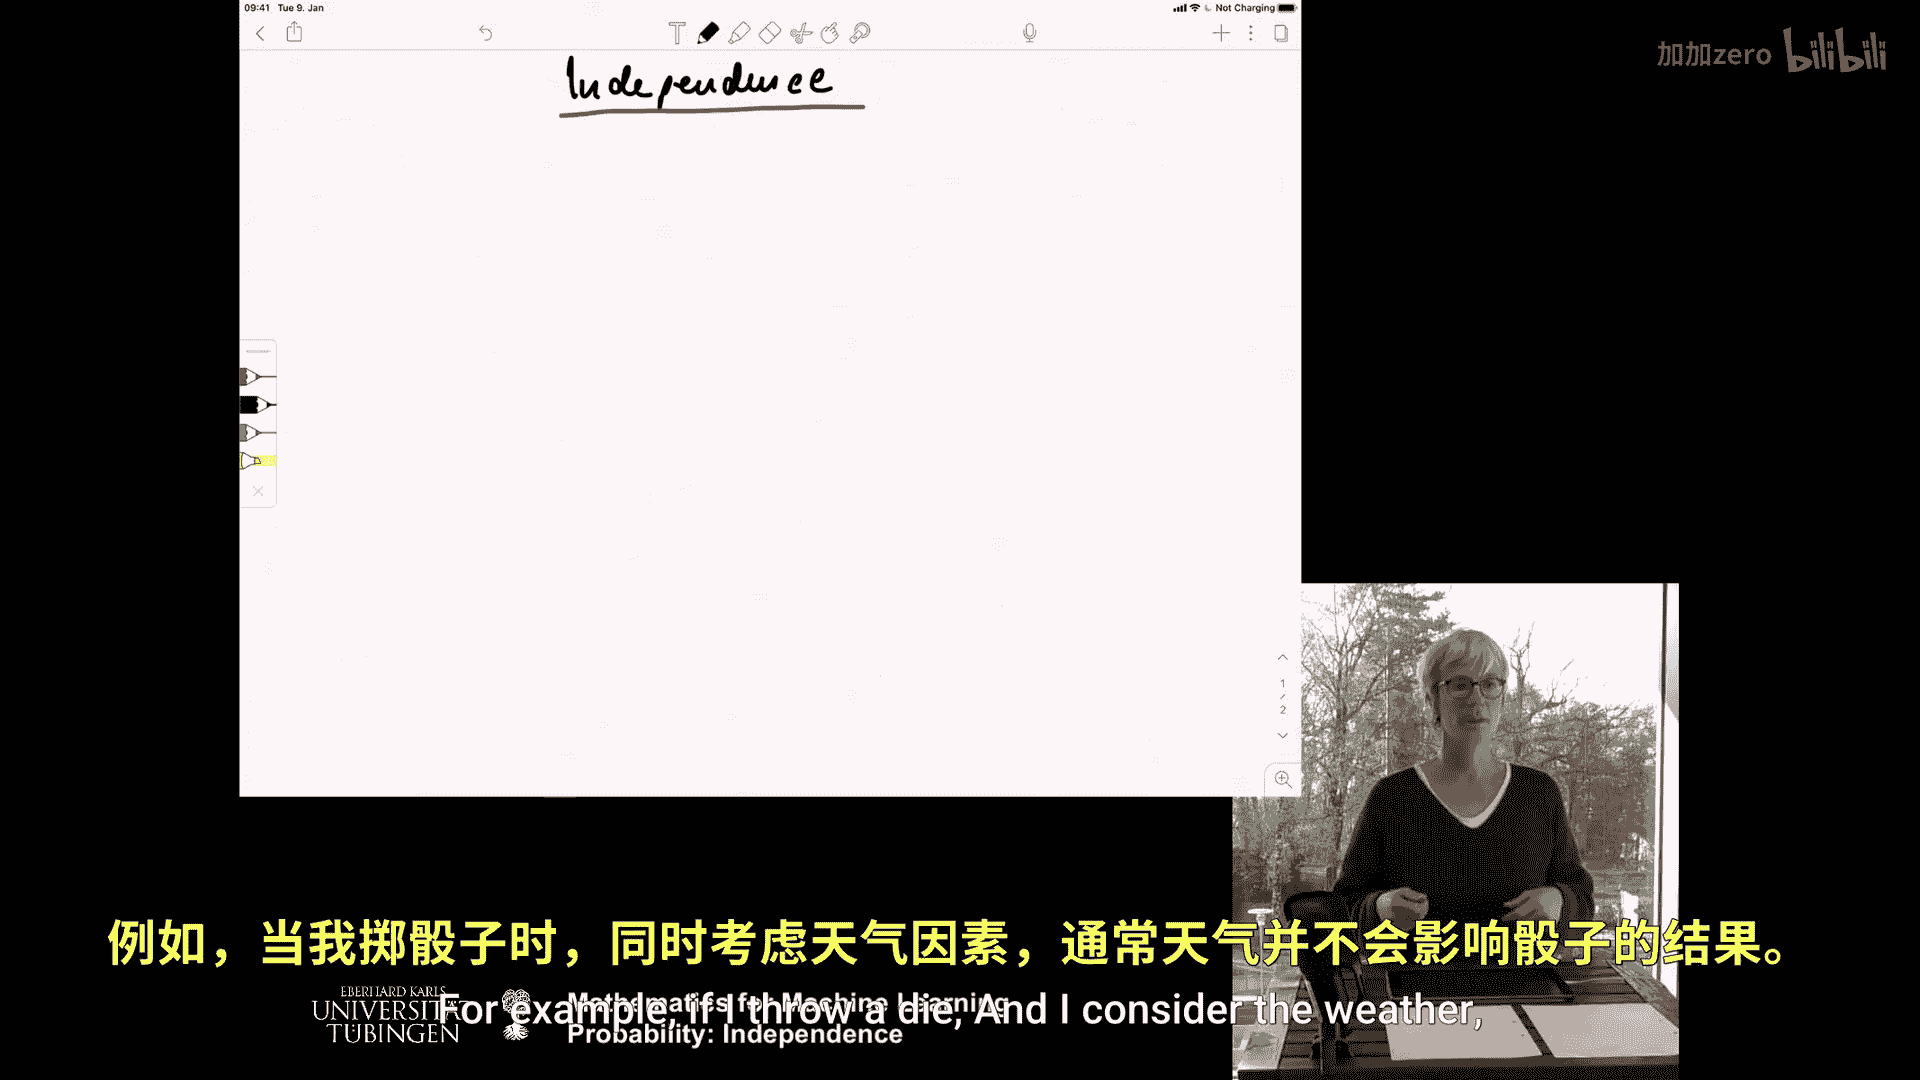 09:41 Tue 9. Jan
Not Charging
加加zero bilibili
T
Independence
1
/
2
例如，当我掷骰子时，同时考虑天气因素，通常天气并不会影响骰子的结果。
For example, if I throw a die, And I consider the weather,
EBERHARD KARLS
UNIVERSITÄT
TÜBINGEN
Mathematics for Machine Learning
Probability: Independence